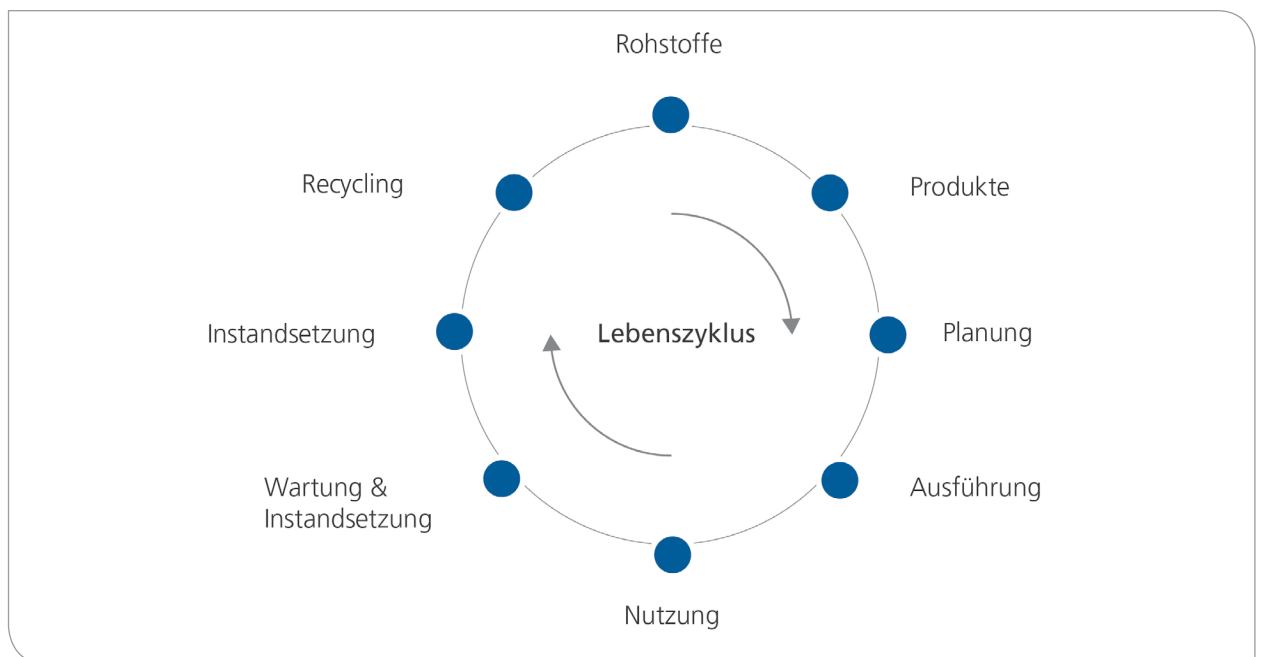 Rohstoffe
Recycling
Produkte
Instandsetzung
Lebenszyklus
Planung
Wartung &
Instandsetzung
Ausführung
Nutzung